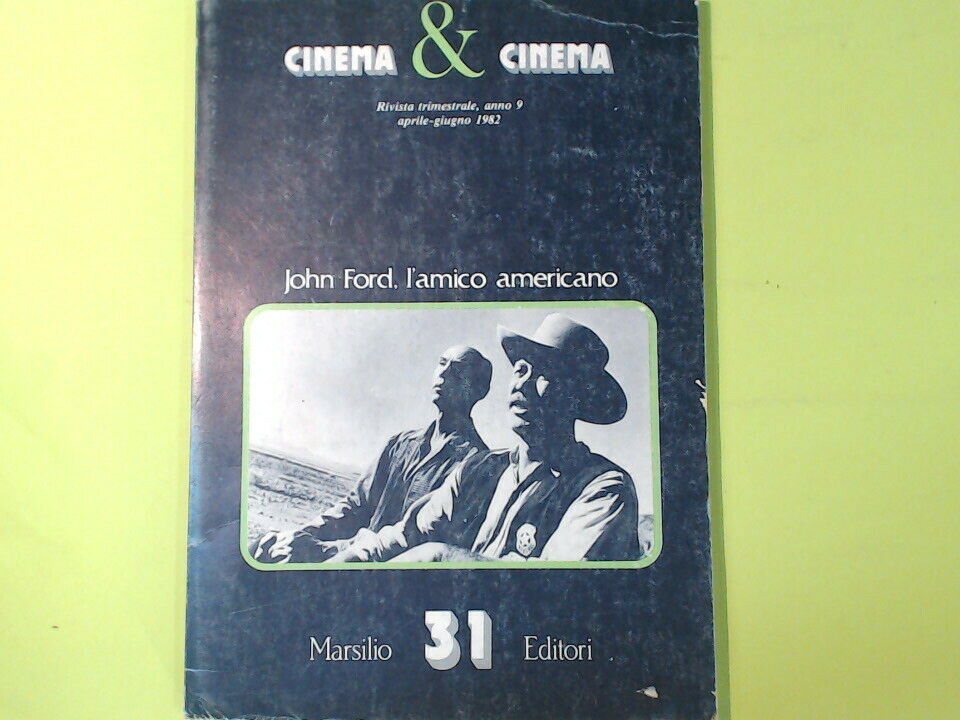 CINEMA & CINEMA
Rivista trimestrale, anno 9
aprile-giugno 1982
John Ford, l'amico americano
Marsilio 31 Editori